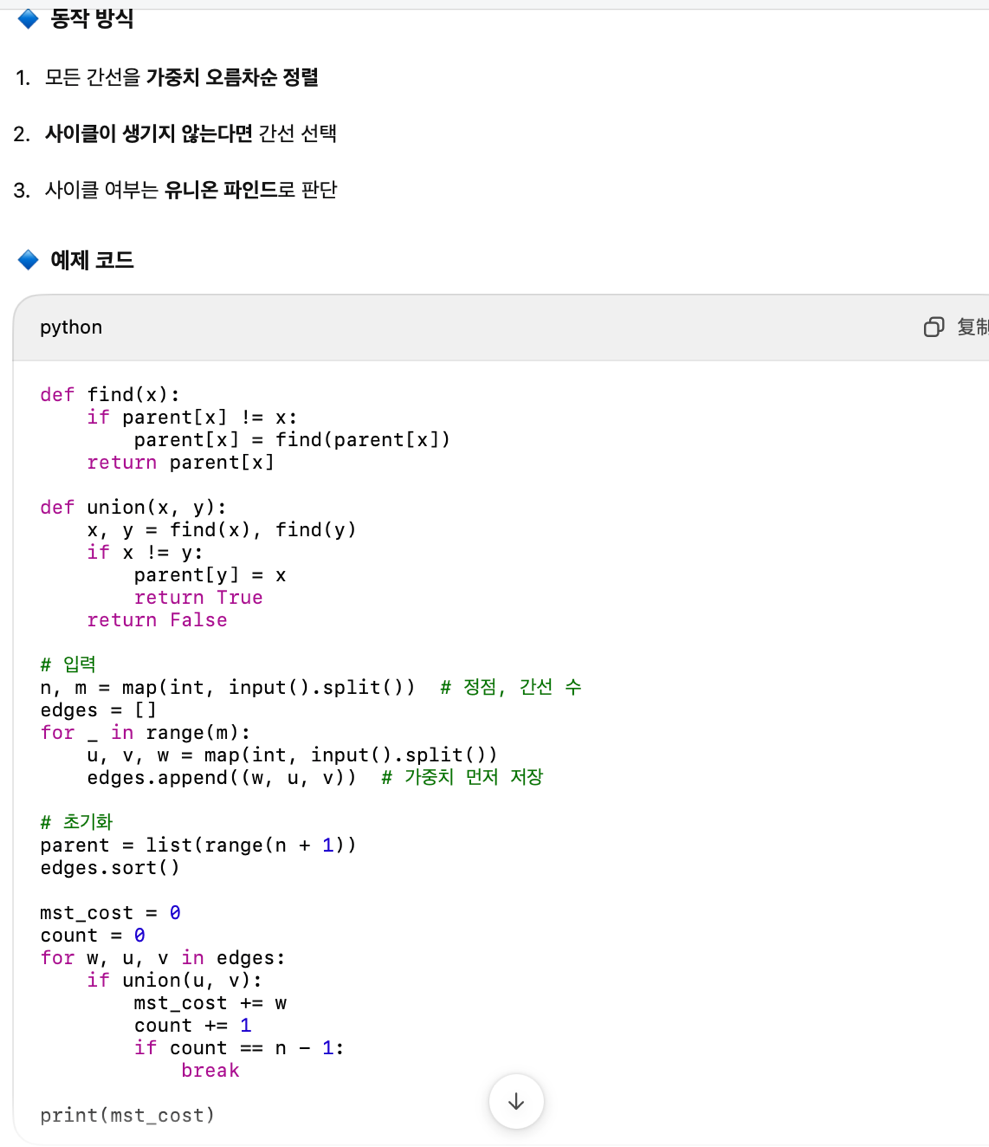 동작 방식
1. 모든 간선을 가중치 오름차순 정렬
2. 사이클이 생기지 않는다면 간선 선택
3. 사이클 여부는 유니온 파인드로 판단
예제 코드
python 复制
def find(x):
    if parent[x] != x:
        parent[x] = find(parent[x])
    return parent[x]

def union(x, y):
    x, y = find(x), find(y)
    if x != y:
        parent[y] = x
        return True
    return False

# 입력
n, m = map(int, input().split())  # 정점, 간선 수
edges = []
for _ in range(m):
    u, v, w = map(int, input().split())
    edges.append((w, u, v))  # 가중치 먼저 저장

# 초기화
parent = list(range(n + 1))
edges.sort()

mst_cost = 0
count = 0
for w, u, v in edges:
    if union(u, v):
        mst_cost += w
        count += 1
        if count == n - 1:
            break

print(mst_cost)